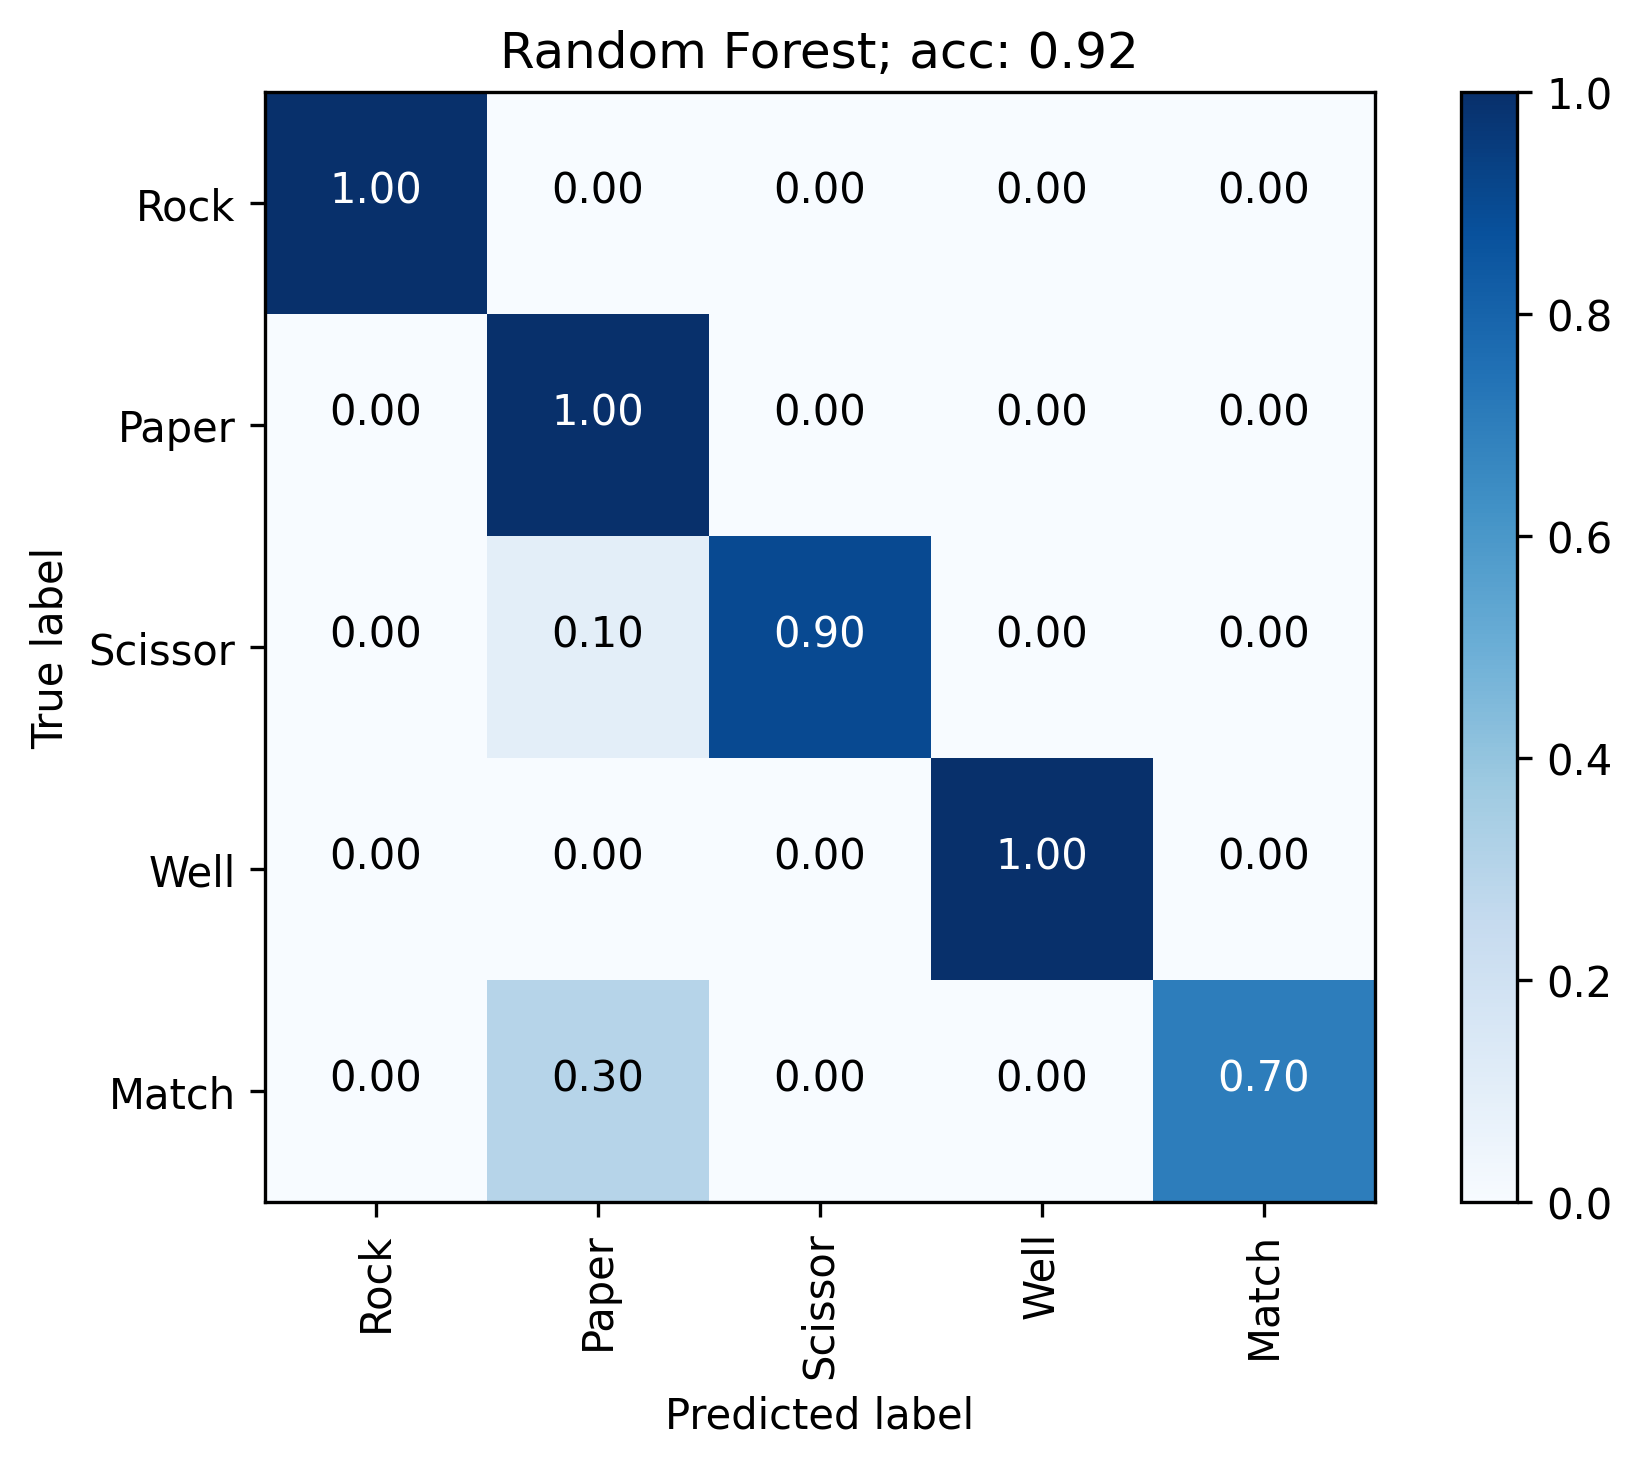 Random Forest; acc: 0.92
True label
Rock 1.00 0.00 0.00 0.00 0.00
Paper 0.00 1.00 0.00 0.00 0.00
Scissor 0.00 0.10 0.90 0.00 0.00
Well 0.00 0.00 0.00 1.00 0.00
Match 0.00 0.30 0.00 0.00 0.70
Rock Paper Scissor Well Match
Predicted label
1.0
0.8
0.6
0.4
0.2
0.0